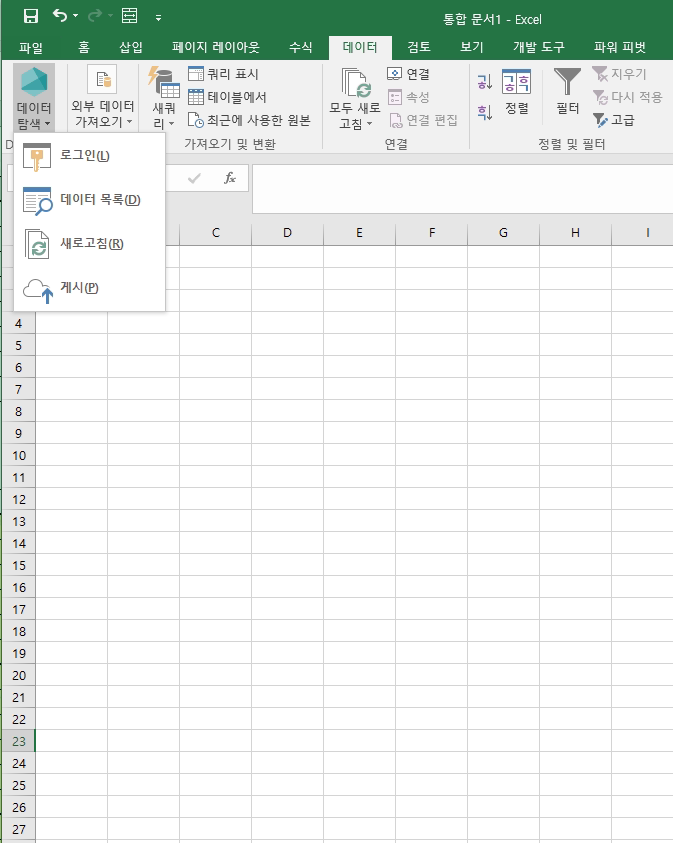 통합 문서1 - Excel
파일 홈 삽입 페이지 레이아웃 수식 데이터 검토 보기 개발 도구 파워 피벗
데이터
탐색
외부 데이터
가져오기
새쿼
리
쿼리 표시
테이블에서
최근에 사용한 원본
가져오기 및 변환
모두 새로
고침
연결
속성
연결 편집
연결
정렬
필터
지우기
다시 적용
고급
정렬 및 필터
D
로그인(L)
데이터 목록(D)
새로고침(R)
게시(P)
fx
C D E F G H I
4
5
6
7
8
9
10
11
12
13
14
15
16
17
18
19
20
21
22
23
24
25
26
27